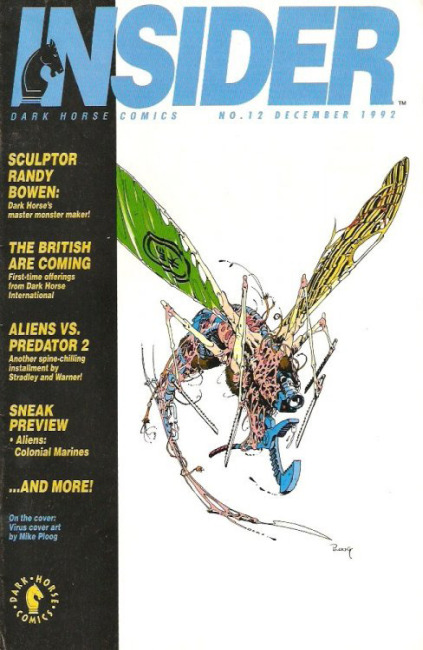 INSIDER
TM
DARK HORSE COMICS NO.12 DECEMBER 1992
SCULPTOR
RANDY
BOWEN:
Dark Horse's
master monster maker!
THE BRITISH
ARE COMING
First-time offerings
from Dark Horse
International
ALIENS VS.
PREDATOR 2
Another spine-chilling
installment by
Stradley and Warner!
SNEAK
PREVIEW
• Aliens:
Colonial Marines
...AND MORE!
On the cover:
Virus cover art
by Mike Ploog
Ploog
DARK • HORSE
COMICS